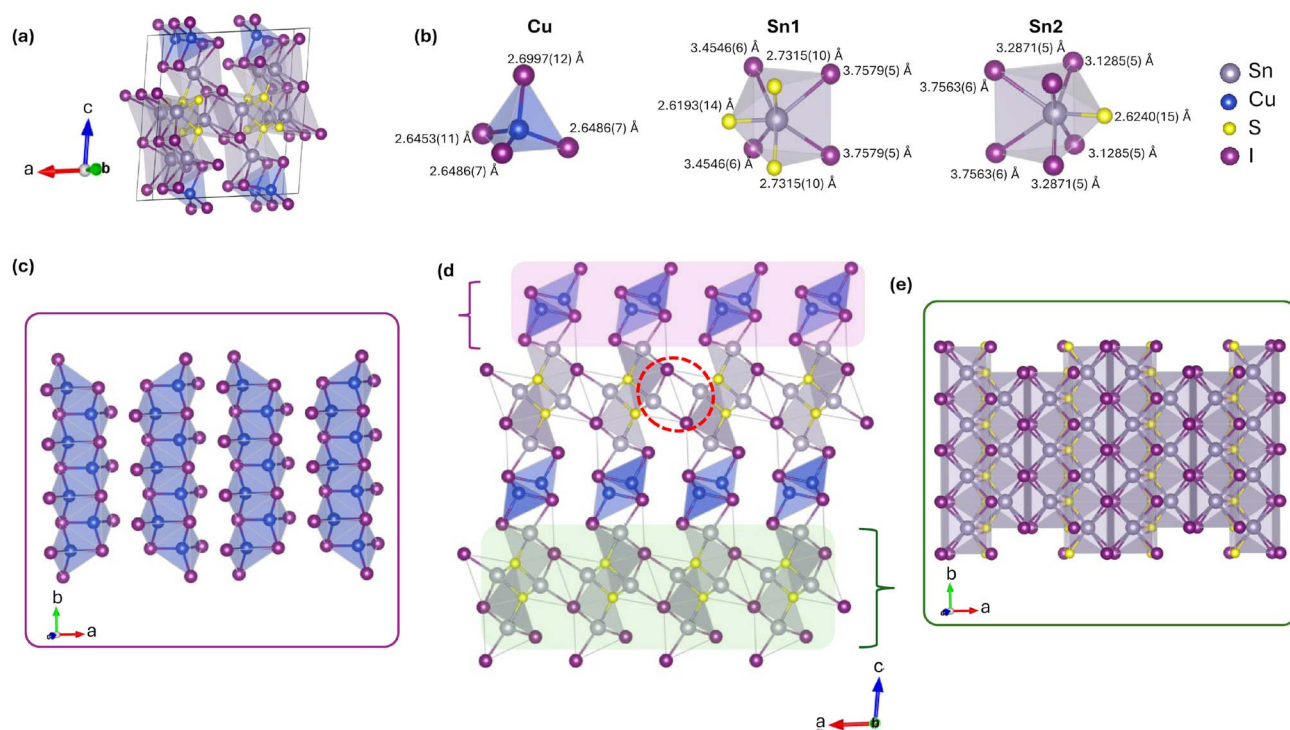 (a)
c
a
b
(b)
Cu
2.6997(12) Å
2.6453(11) Å
2.6486(7) Å
2.6486(7) Å
Sn1
3.4546(6) Å
2.7315(10) Å
3.7579(5) Å
2.6193(14) Å
3.4546(6) Å
3.7579(5) Å
2.7315(10) Å
Sn2
3.2871(5) Å
3.1285(5) Å
3.7563(6) Å
2.6240(15) Å
3.1285(5) Å
3.7563(6) Å
3.2871(5) Å
Sn
Cu
S
I
(c)
b
a
(d)
c
a
b
(e)
b
a